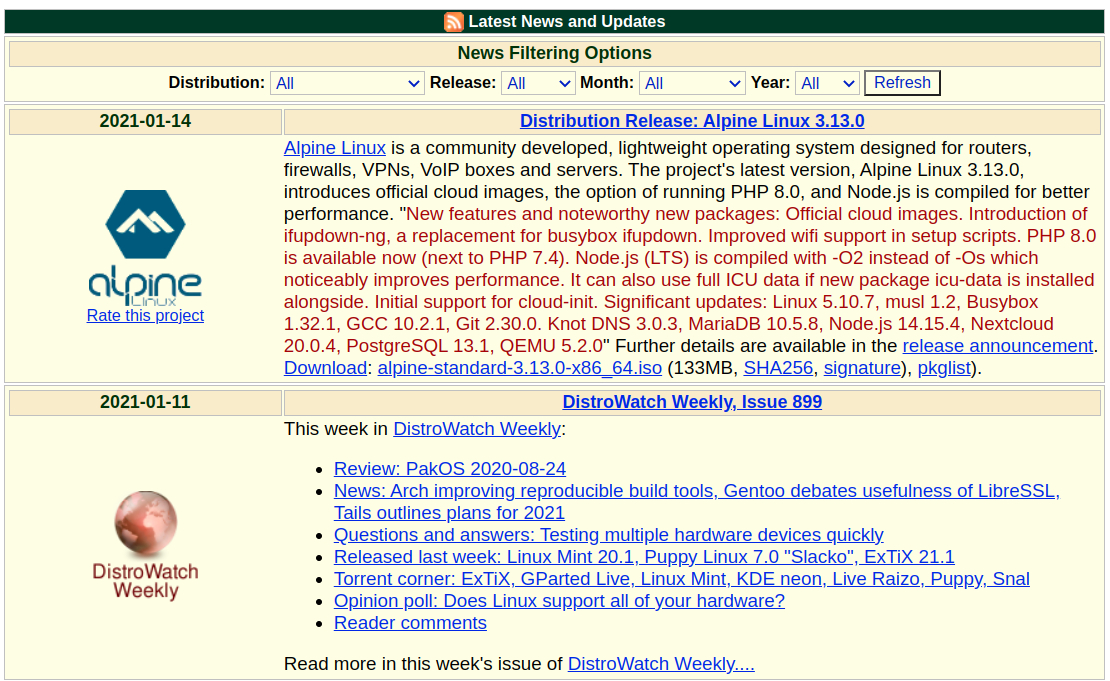 Latest News and Updates
News Filtering Options
Distribution: All Release: All Month: All Year: All Refresh
2021-01-14
Distribution Release: Alpine Linux 3.13.0
alpine
Linux
Rate this project
Alpine Linux is a community developed, lightweight operating system designed for routers,
firewalls, VPNs, VoIP boxes and servers. The project's latest version, Alpine Linux 3.13.0,
introduces official cloud images, the option of running PHP 8.0, and Node.js is compiled for better
performance. "New features and noteworthy new packages: Official cloud images. Introduction of
ifupdown-ng, a replacement for busybox ifupdown. Improved wifi support in setup scripts. PHP 8.0
is available now (next to PHP 7.4). Node.js (LTS) is compiled with -O2 instead of -Os which
noticeably improves performance. It can also use full ICU data if new package icu-data is installed
alongside. Initial support for cloud-init. Significant updates: Linux 5.10.7, musl 1.2, Busybox
1.32.1, GCC 10.2.1, Git 2.30.0. Knot DNS 3.0.3, MariaDB 10.5.8, Node.js 14.15.4, Nextcloud
20.0.4, PostgreSQL 13.1, QEMU 5.2.0" Further details are available in the release announcement.
Download: alpine-standard-3.13.0-x86_64.iso (133MB, SHA256, signature), pkglist).
2021-01-11
DistroWatch Weekly, Issue 899
DistroWatch
Weekly
This week in DistroWatch Weekly:
• Review: PakOS 2020-08-24
• News: Arch improving reproducible build tools, Gentoo debates usefulness of LibreSSL,
Tails outlines plans for 2021
• Questions and answers: Testing multiple hardware devices quickly
• Released last week: Linux Mint 20.1, Puppy Linux 7.0 "Slacko", ExTiX 21.1
• Torrent corner: ExTiX, GParted Live, Linux Mint, KDE neon, Live Raizo, Puppy, Snal
• Opinion poll: Does Linux support all of your hardware?
• Reader comments
Read more in this week's issue of DistroWatch Weekly....